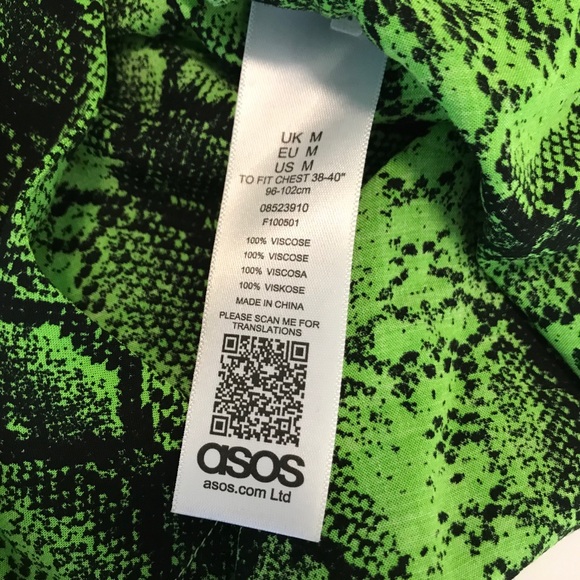 UK M
EU M
US M
TO FIT CHEST 38-40"
96-102cm
08523910
F100501
100% VISCOSE
100% VISCOSE
100% VISCOSA
100% VISKOSE
MADE IN CHINA
PLEASE SCAN ME FOR
TRANSLATIONS
asos
asos.com Ltd